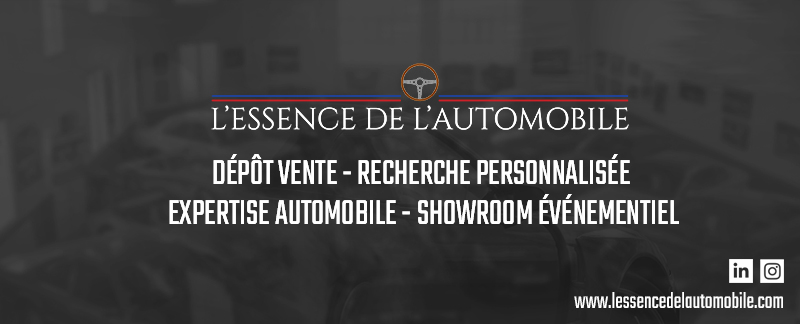 L'ESSENCE DE L'AUTOMOBILE
DÉPÔT VENTE - RECHERCHE PERSONNALISÉE
EXPERTISE AUTOMOBILE - SHOWROOM ÉVÉNEMENTIEL
in
www.lessencedelautomobile.com